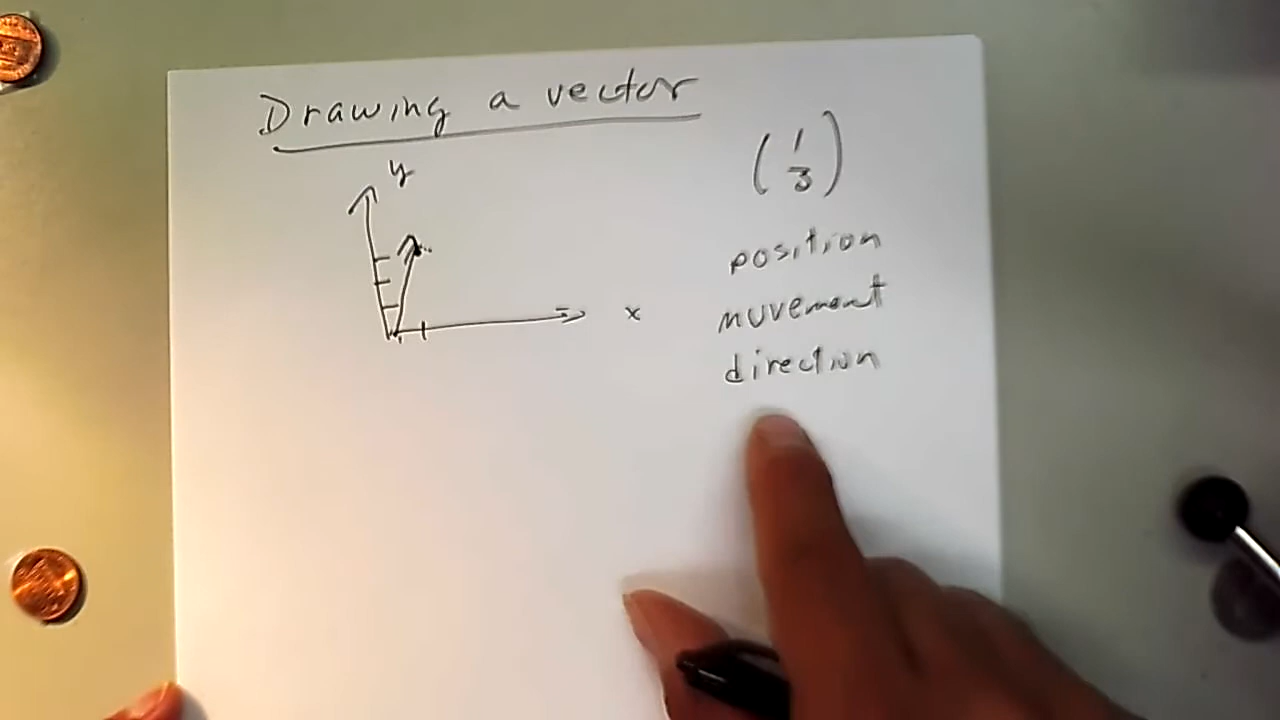 Drawing a vector
y
x
(1
3)
position
muvement
direction